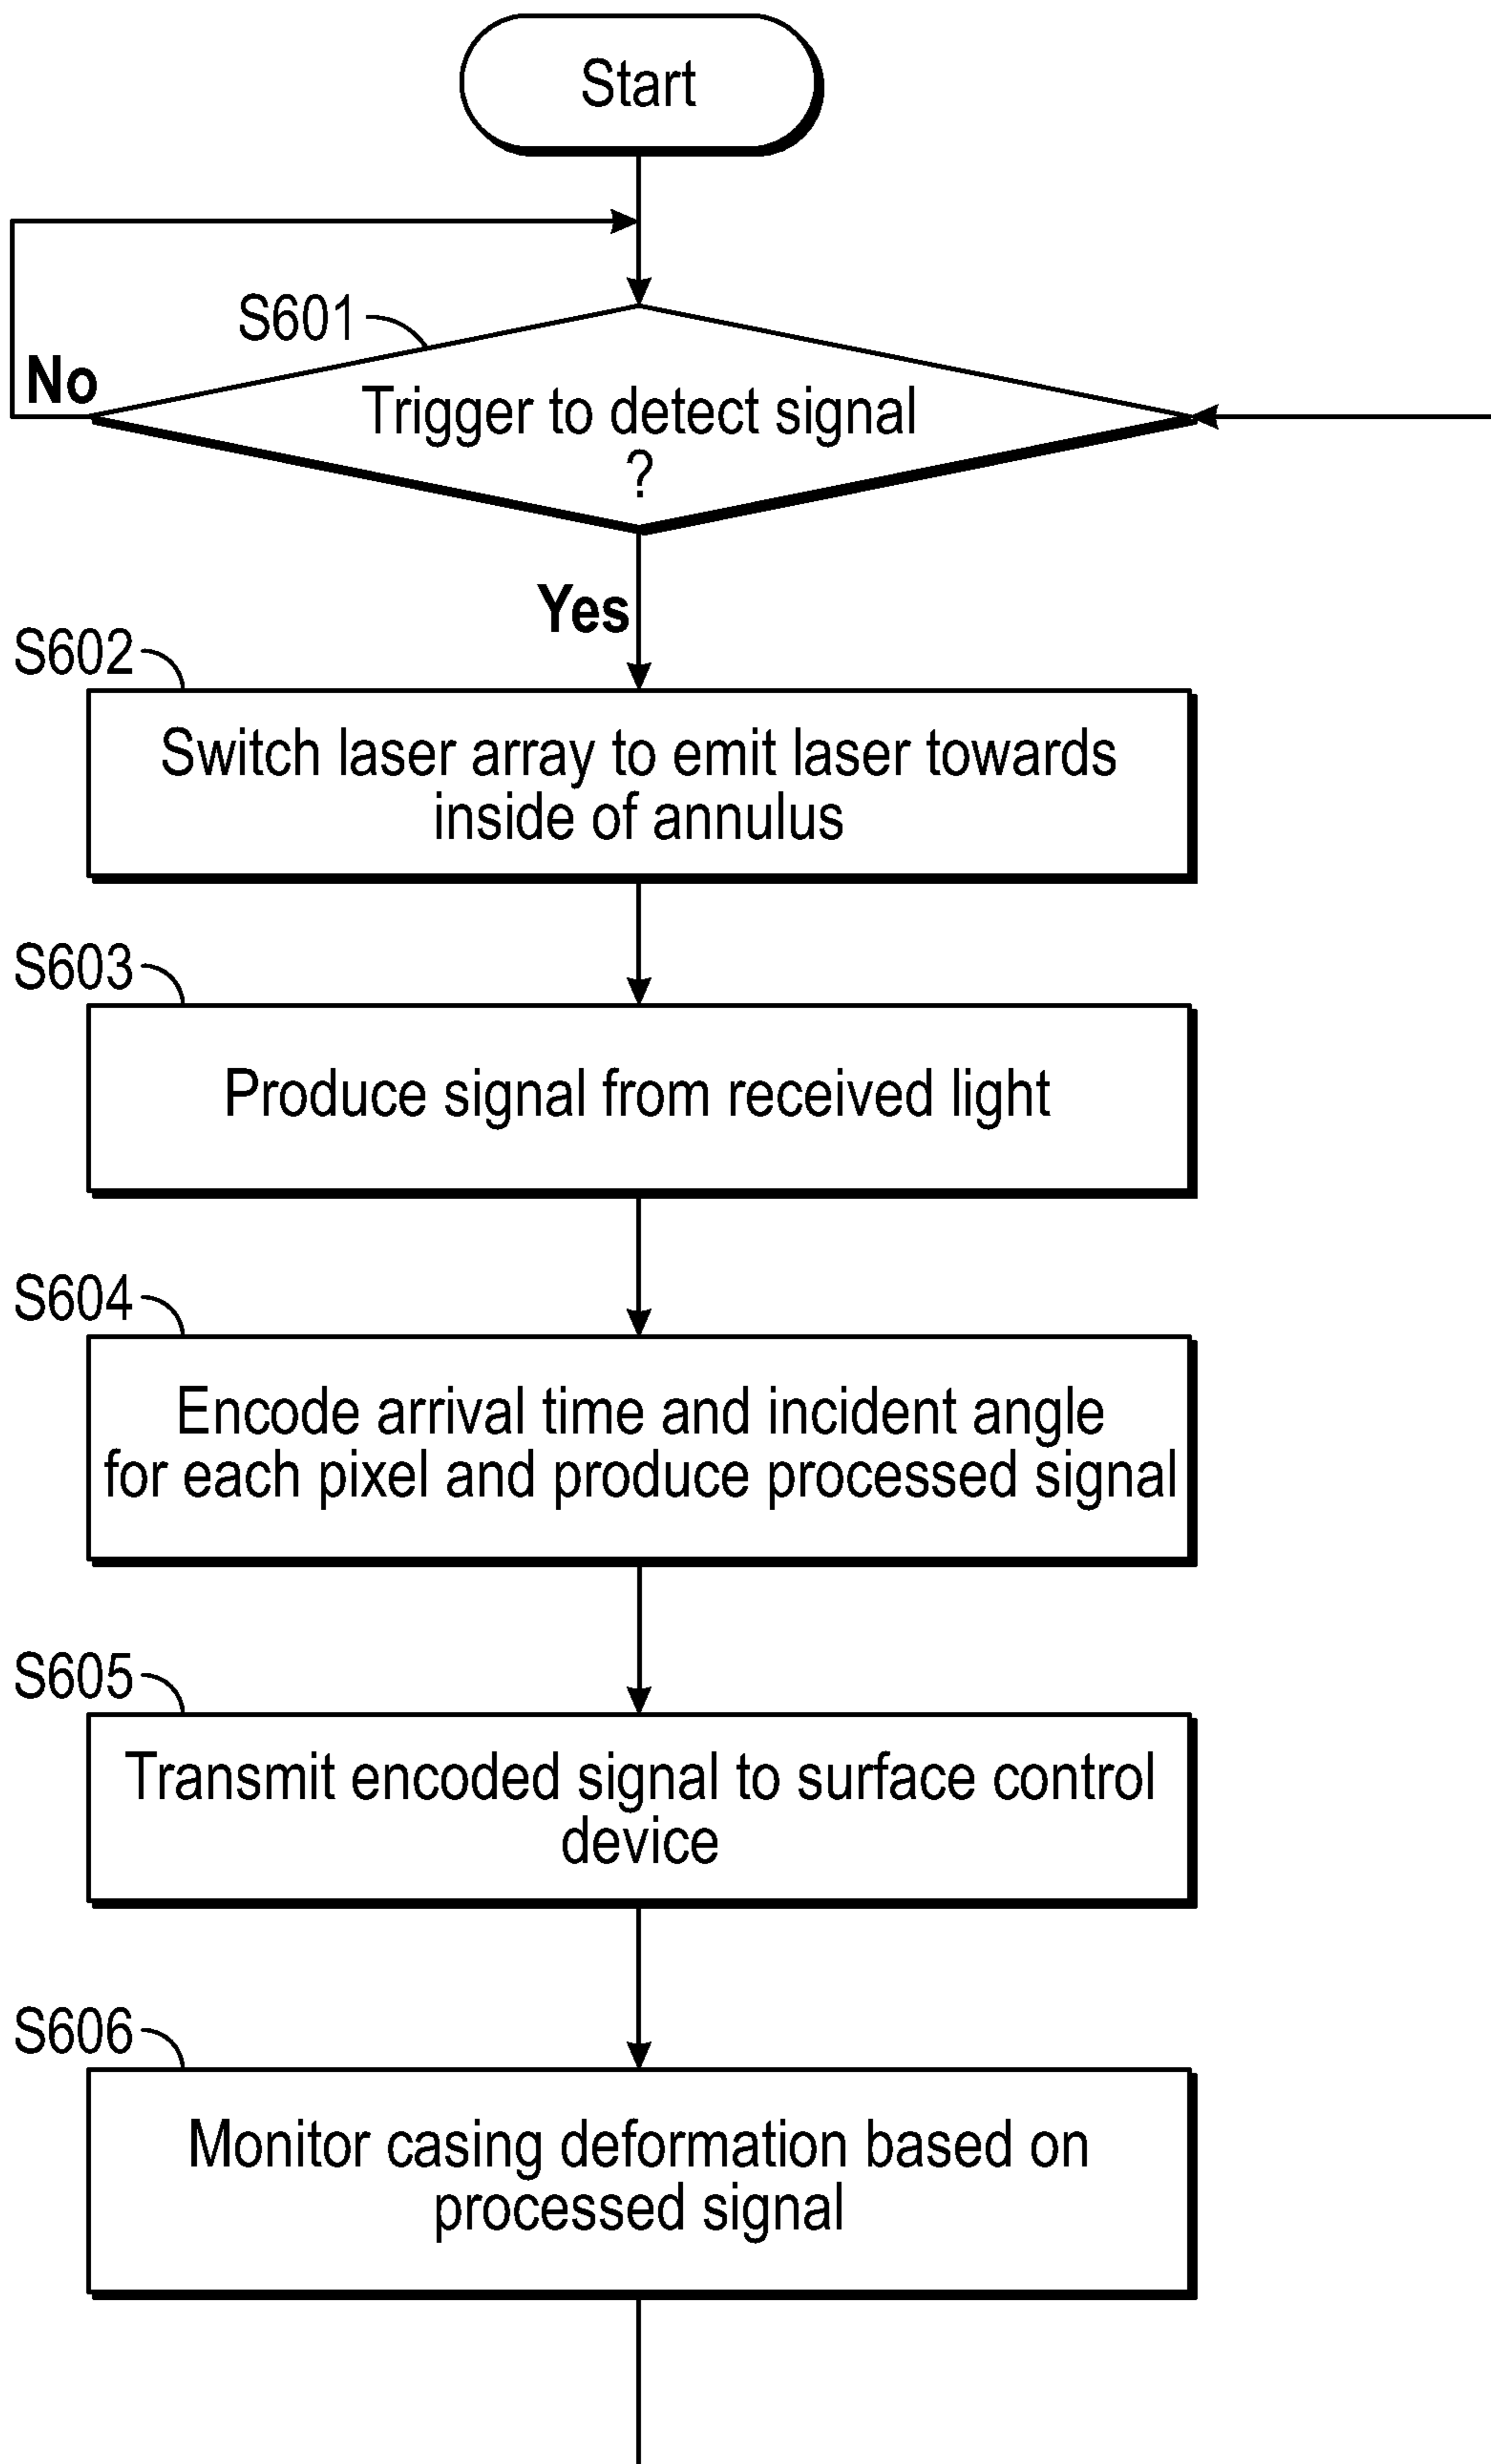 Start
S601
No
Trigger to detect signal
?
Yes
S602
Switch laser array to emit laser towards
inside of annulus
S603
Produce signal from received light
S604
Encode arrival time and incident angle
for each pixel and produce processed signal
S605
Transmit encoded signal to surface control
device
S606
Monitor casing deformation based on
processed signal